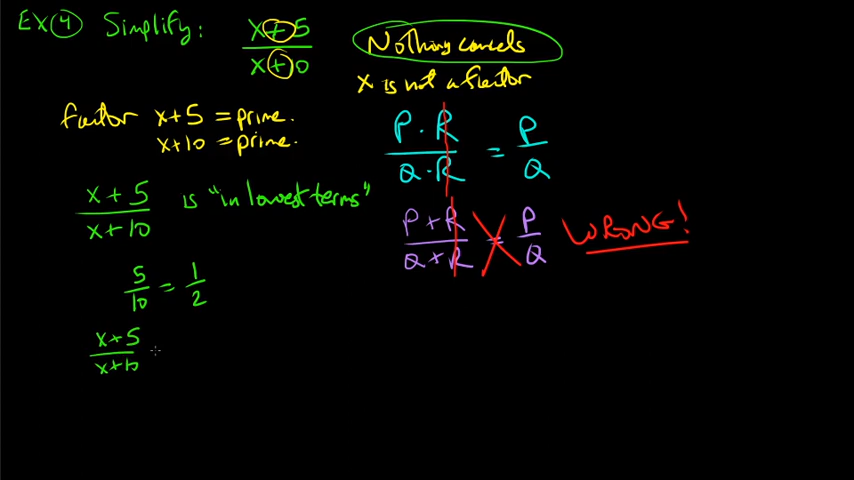 EX④ Simplify: x+5 / x+10
Nothing cancels
x is not a factor
Factor x+5 = prime.
x+10 = prime.
P·R / Q·R = P / Q
x+5 / x+10 is "in lowest terms"
P+R / Q+R = P / Q WRONG!
5 / 10 = 1 / 2
x+5 / x+10